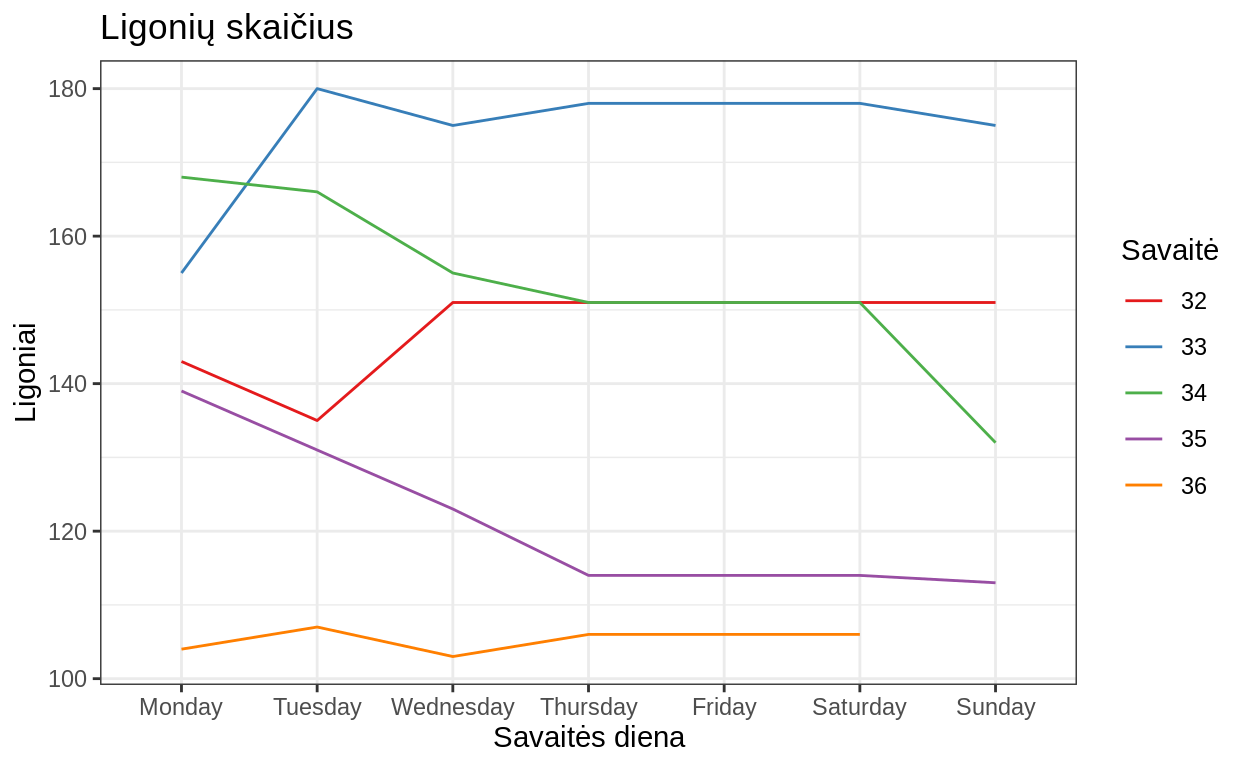 Ligonių skaičius
180
160
140
120
100
Ligoniai
Monday Tuesday Wednesday Thursday Friday Saturday Sunday
Savaitės diena
Savaitė
32
33
34
35
36